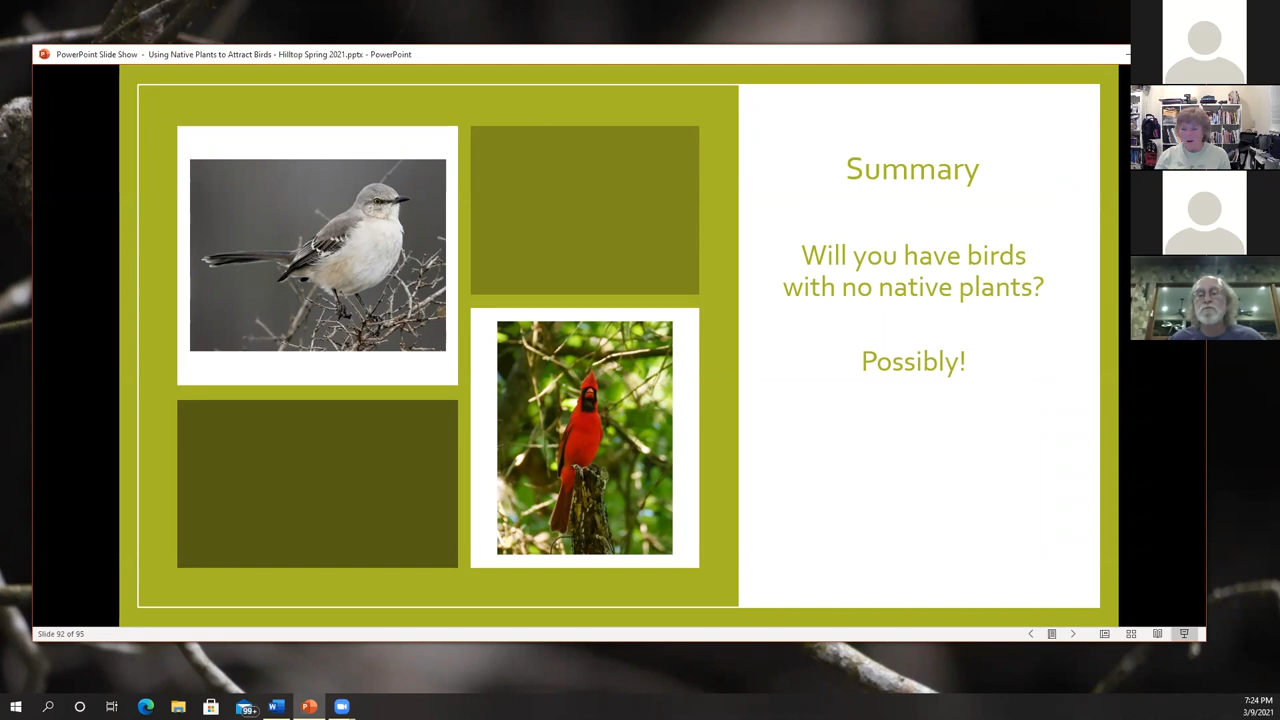 PowerPoint Slide Show - Using Native Plants to Attract Birds - Hilltop Spring 2021.pptx - PowerPoint
Summary
Will you have birds
with no native plants?
Possibly!
Slide 92 of 95
99+
7:24 PM
3/9/2021